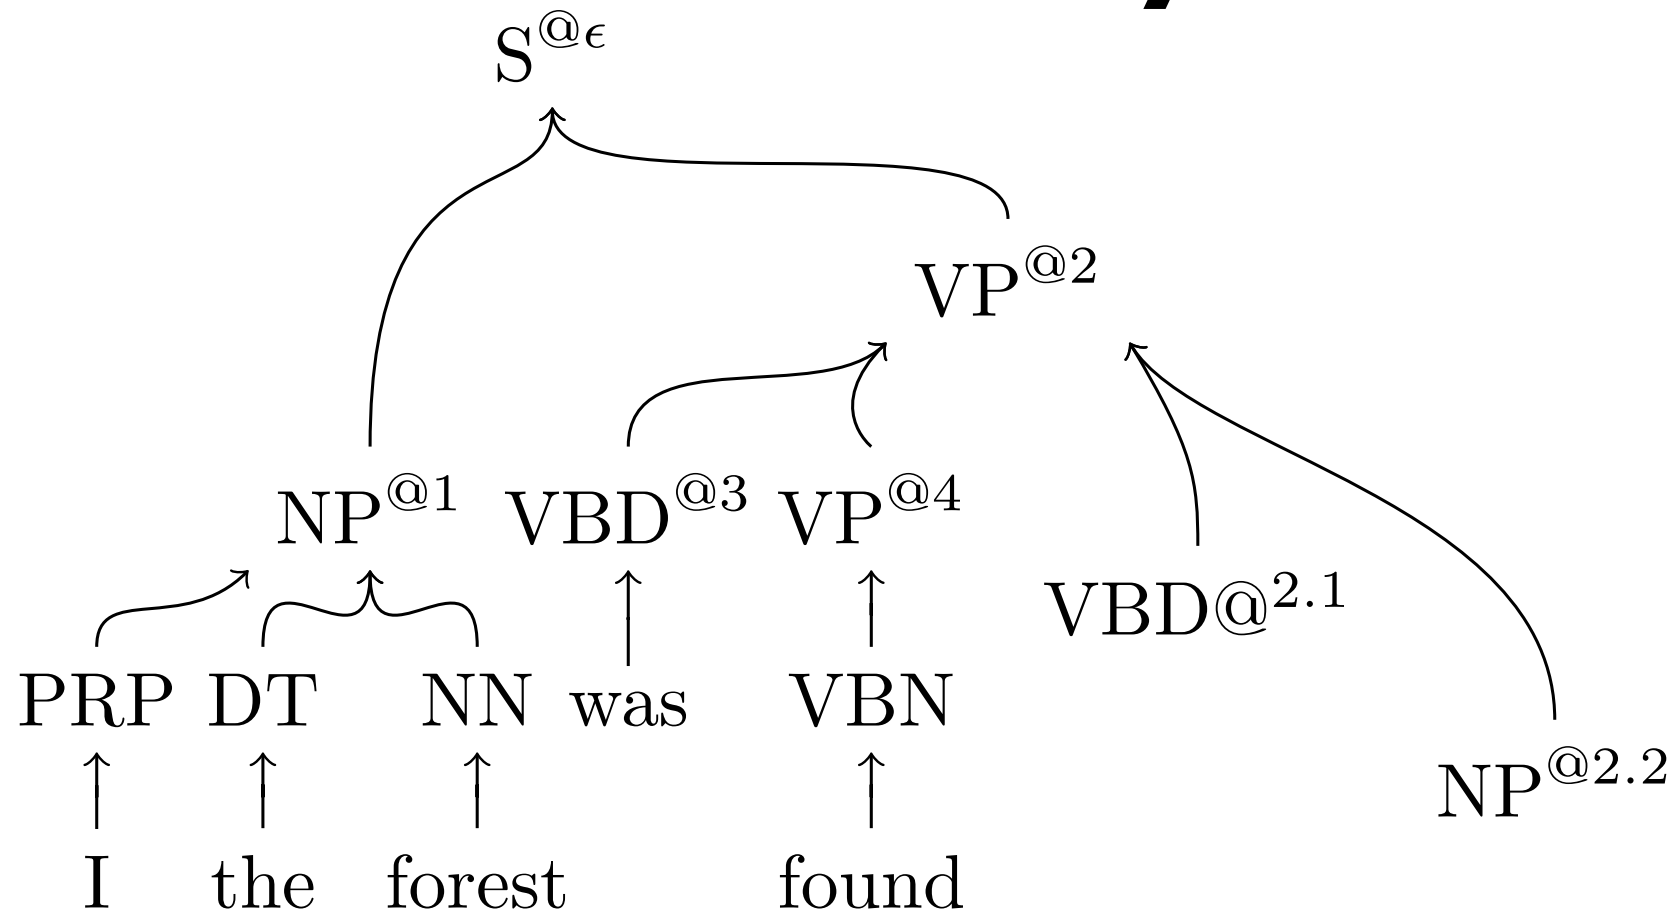 S^@ϵ
VP^@2
NP^@1 VBD^@3 VP^@4
VBD@^2.1
PRP DT NN was VBN
NP^@2.2
I the forest found